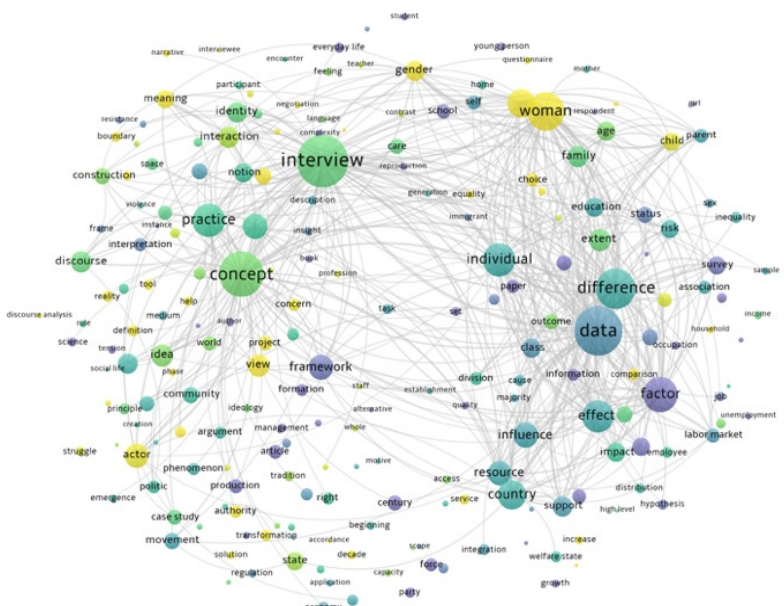 student
everyday life
young person
narrative
interviewee
encounter
teacher
questionnaire
feeling
gender
mother
participant
home
meaning
negotiation
self
woman
respondent
girl
identity
contrast
school
resistance
language
boundary
interaction
complexity
care
age
child
parent
interview
reproduction
family
space
notion
construction
choice
generation
equality
description
violence
education
sex
practice
immigrant
status
inequality
frame
instance
insight
risk
interpretation
extent
discourse
book
individual
survey
concept
profession
sample
tool
paper
difference
association
reality
help
concern
discourse analysis
medium
task
set
income
role
author
outcome
data
household
definition
science
world
project
class
occupation
tension
idea
view
framework
social life
phase
information
comparison
division
cause
formation
staff
establishment
factor
community
majority
job
principle
ideology
alternative
quality
effect
unemployment
creation
argument
management
whole
influence
labor market
struggle
actor
article
impact
employee
phenomenon
motive
resource
politic
production
tradition
access
distribution
emergence
right
century
service
country
support
high level
hypothesis
case study
authority
beginning
movement
transformation
accordance
increase
solution
state
decade
scope
integration
welfare state
regulation
application
capacity
force
growth
party